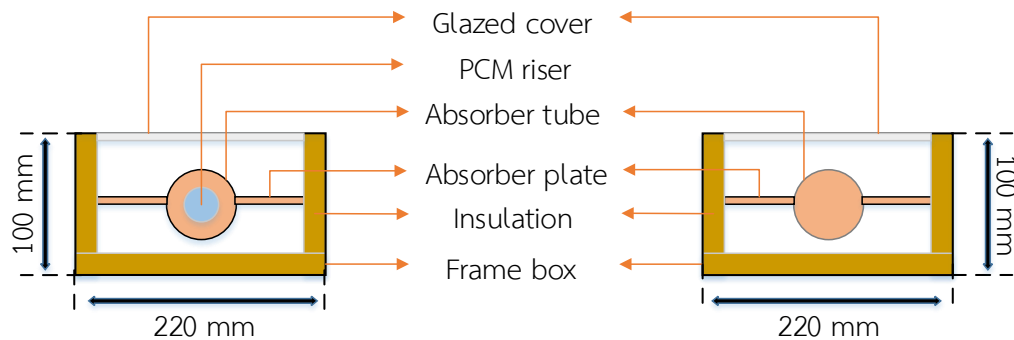 Glazed cover
PCM riser
Absorber tube
Absorber plate
Insulation
Frame box
100 mm
220 mm
100 mm
220 mm